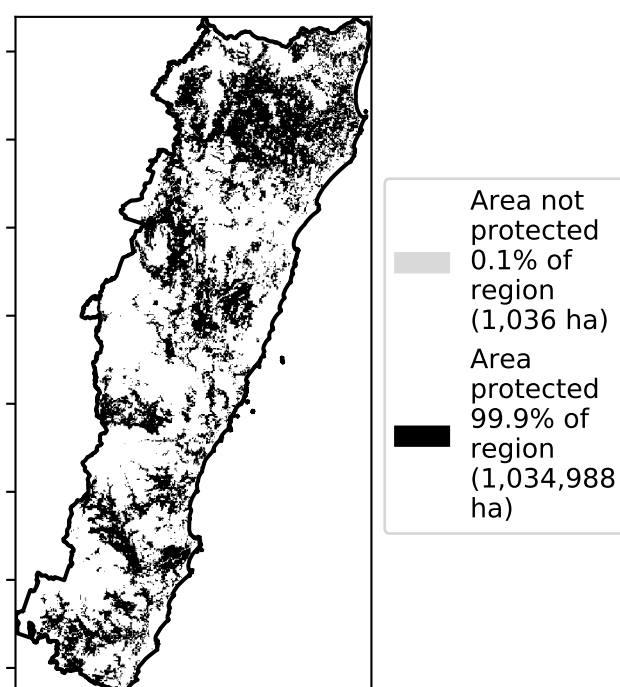 Area not
protected
0.1% of
region
(1,036 ha)
Area
protected
99.9% of
region
(1,034,988
ha)